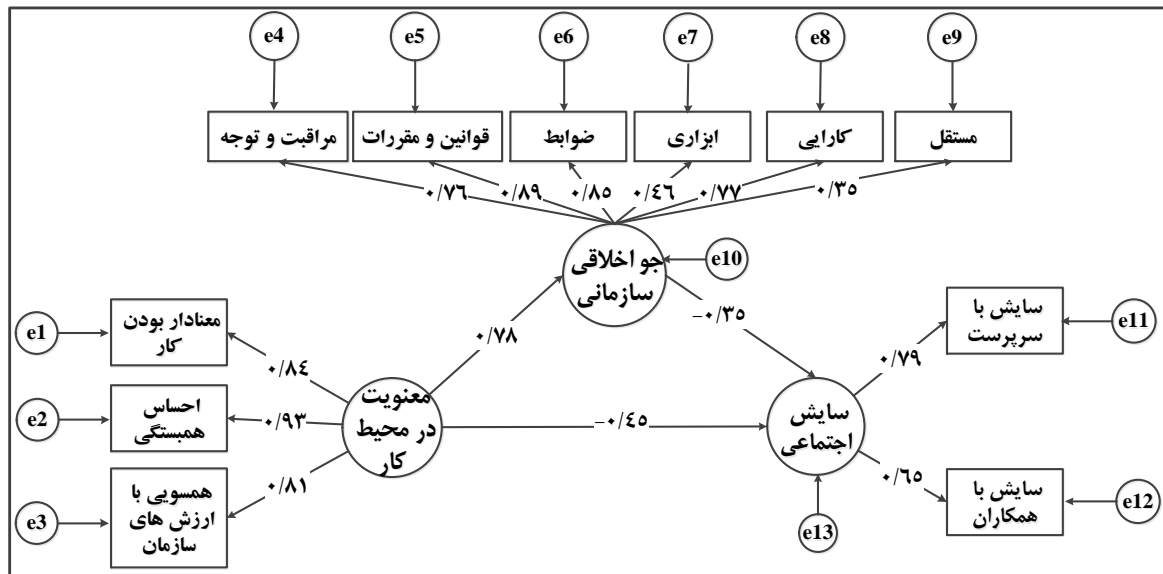 e4
e5
e6
e7
e8
e9
مراقبت و توجه
قوانین و مقررات
ضوابط
ابزاری
کارایی
مستقل
۰/۷۶
۰/۸۹
۰/۸۵
۰/۴۶
۰/۷۷
۰/۳۵
جو اخلاقی
سازمانی
e10
e1
معنادار بودن
کار
۰/۸۴
۰/۷۸
−۰/۳۵
سایش با
سرپرست
e11
۰/۷۹
e2
احساس
همبستگی
۰/۹۳
معنویت
در محیط
کار
−۰/۴۵
سایش
اجتماعی
e3
همسویی با
ارزش های
سازمان
۰/۸۱
۰/۶۵
سایش با
همکاران
e12
e13